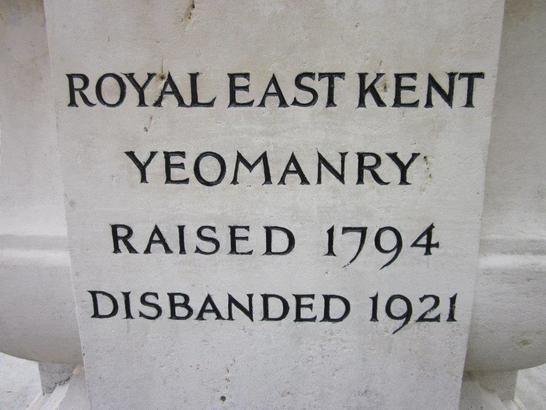 ROYAL EAST KENT
YEOMANRY
RAISED 1794
DISBANDED 1921